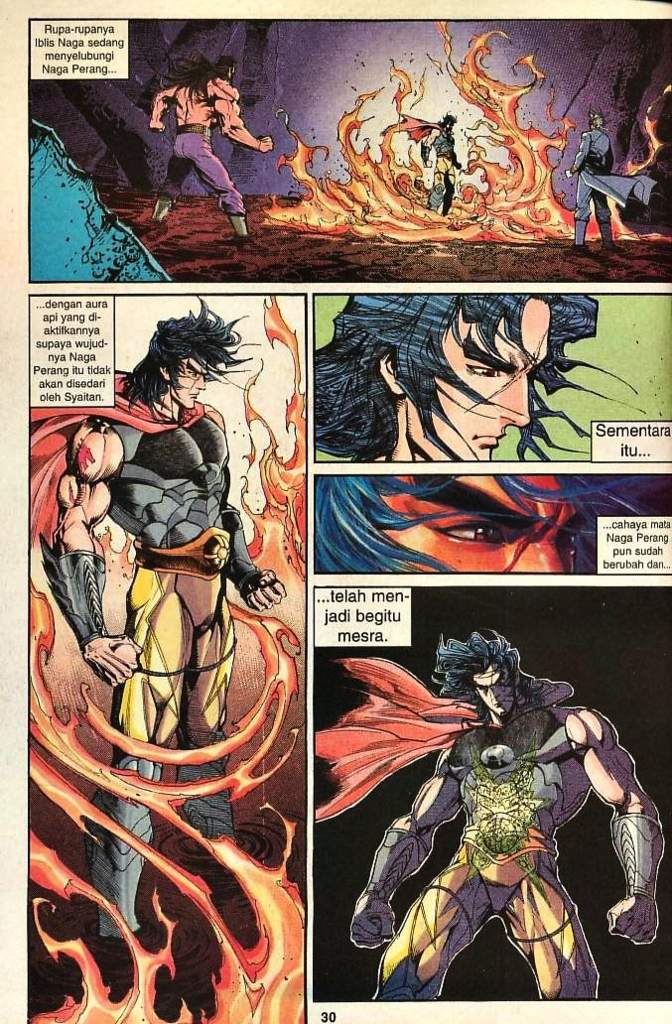 Rupa-rupanya
Iblis Naga sedang
menyelubungi
Naga Perang...
...dengan aura
api yang di-
aktifkannya
supaya wujud-
nya Naga
Perang itu tidak
akan disedari
oleh Syaitan.
Sementara
itu...
...cahaya mata
Naga Perang
pun sudah
berubah dan...
...telah men-
jadi begitu
mesra.
30